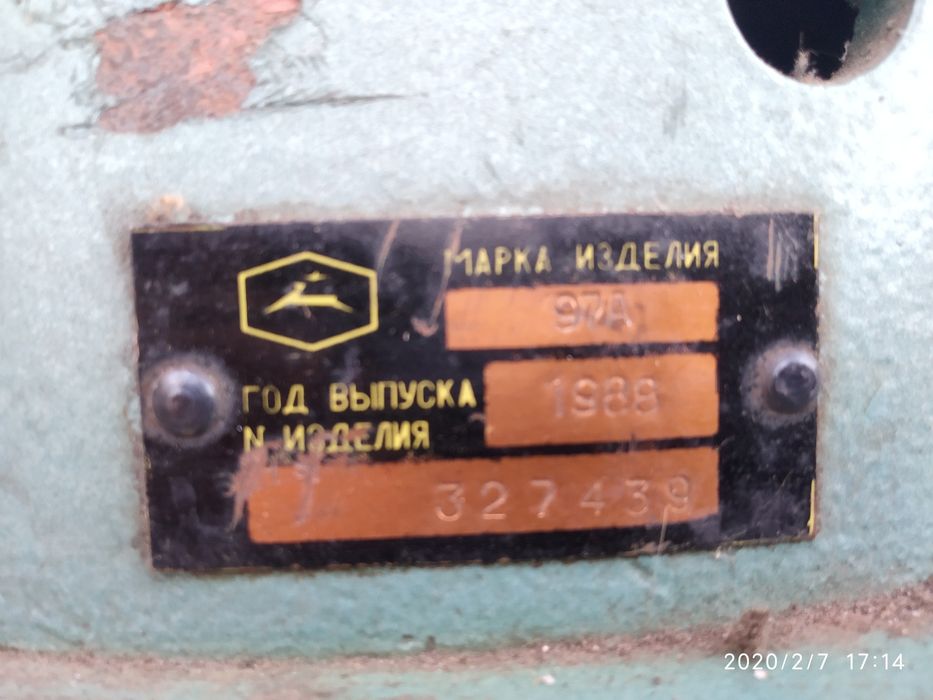 МАРКА ИЗДЕЛИЯ
97А
ГОД ВЫПУСКА 1988
N ИЗДЕЛИЯ
327439
2020/2/7 17:14